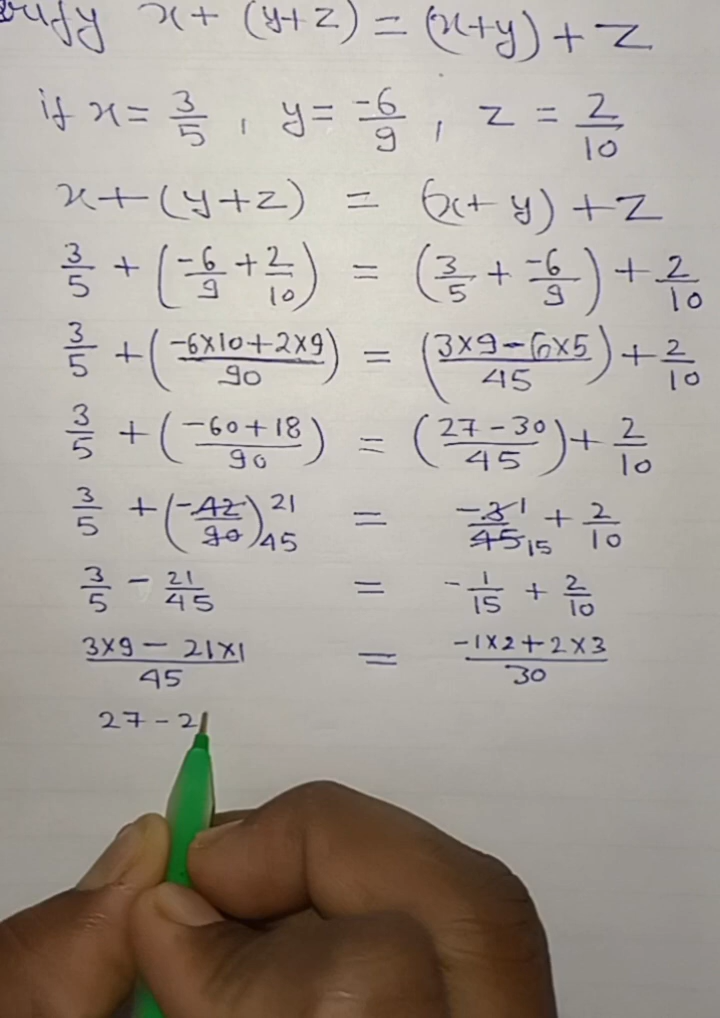 x + (y+z) = (x+y) + z
if x = 3/5 , y = -6/9 , z = 2/10
x + (y+z) = (x+y) + z
3/5 + (-6/9 + 2/10) = (3/5 + -6/9) + 2/10
3/5 + (-6×10+2×9/90) = (3×9-6×5/45) + 2/10
3/5 + (-60+18/90) = (27-30/45) + 2/10
3/5 + (-42/90) 21 45 = -3/45 1 15 + 2/10
3/5 - 21/45 = -1/15 + 2/10
3×9 - 21×1/45 = -1×2+2×3/30
27 - 2